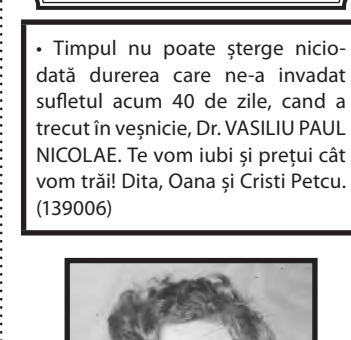 • Timpul nu poate șterge nicio-
dată durerea care ne-a invadat
sufletul acum 40 de zile, cand a
trecut în veșnicie, Dr. VASILIU PAUL
NICOLAE. Te vom iubi și prețui cât
vom trăi! Dita, Oana și Cristi Petcu.
(139006)